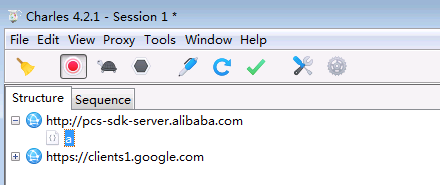 Charles 4.2.1 - Session 1 *
File Edit View Proxy Tools Window Help
Structure Sequence
http://pcs-sdk-server.alibaba.com
a
https://clients1.google.com